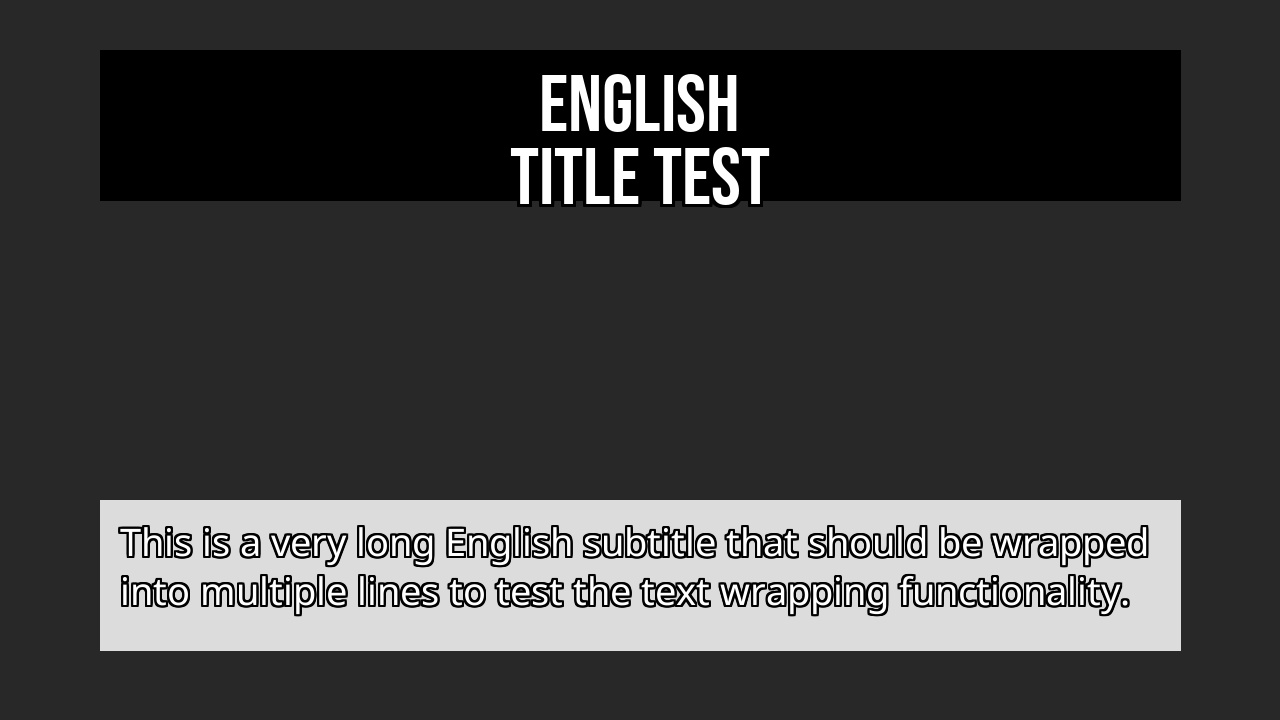 ENGLISH
TITLE TEST
This is a very long English subtitle that should be wrapped
into multiple lines to test the text wrapping functionality.